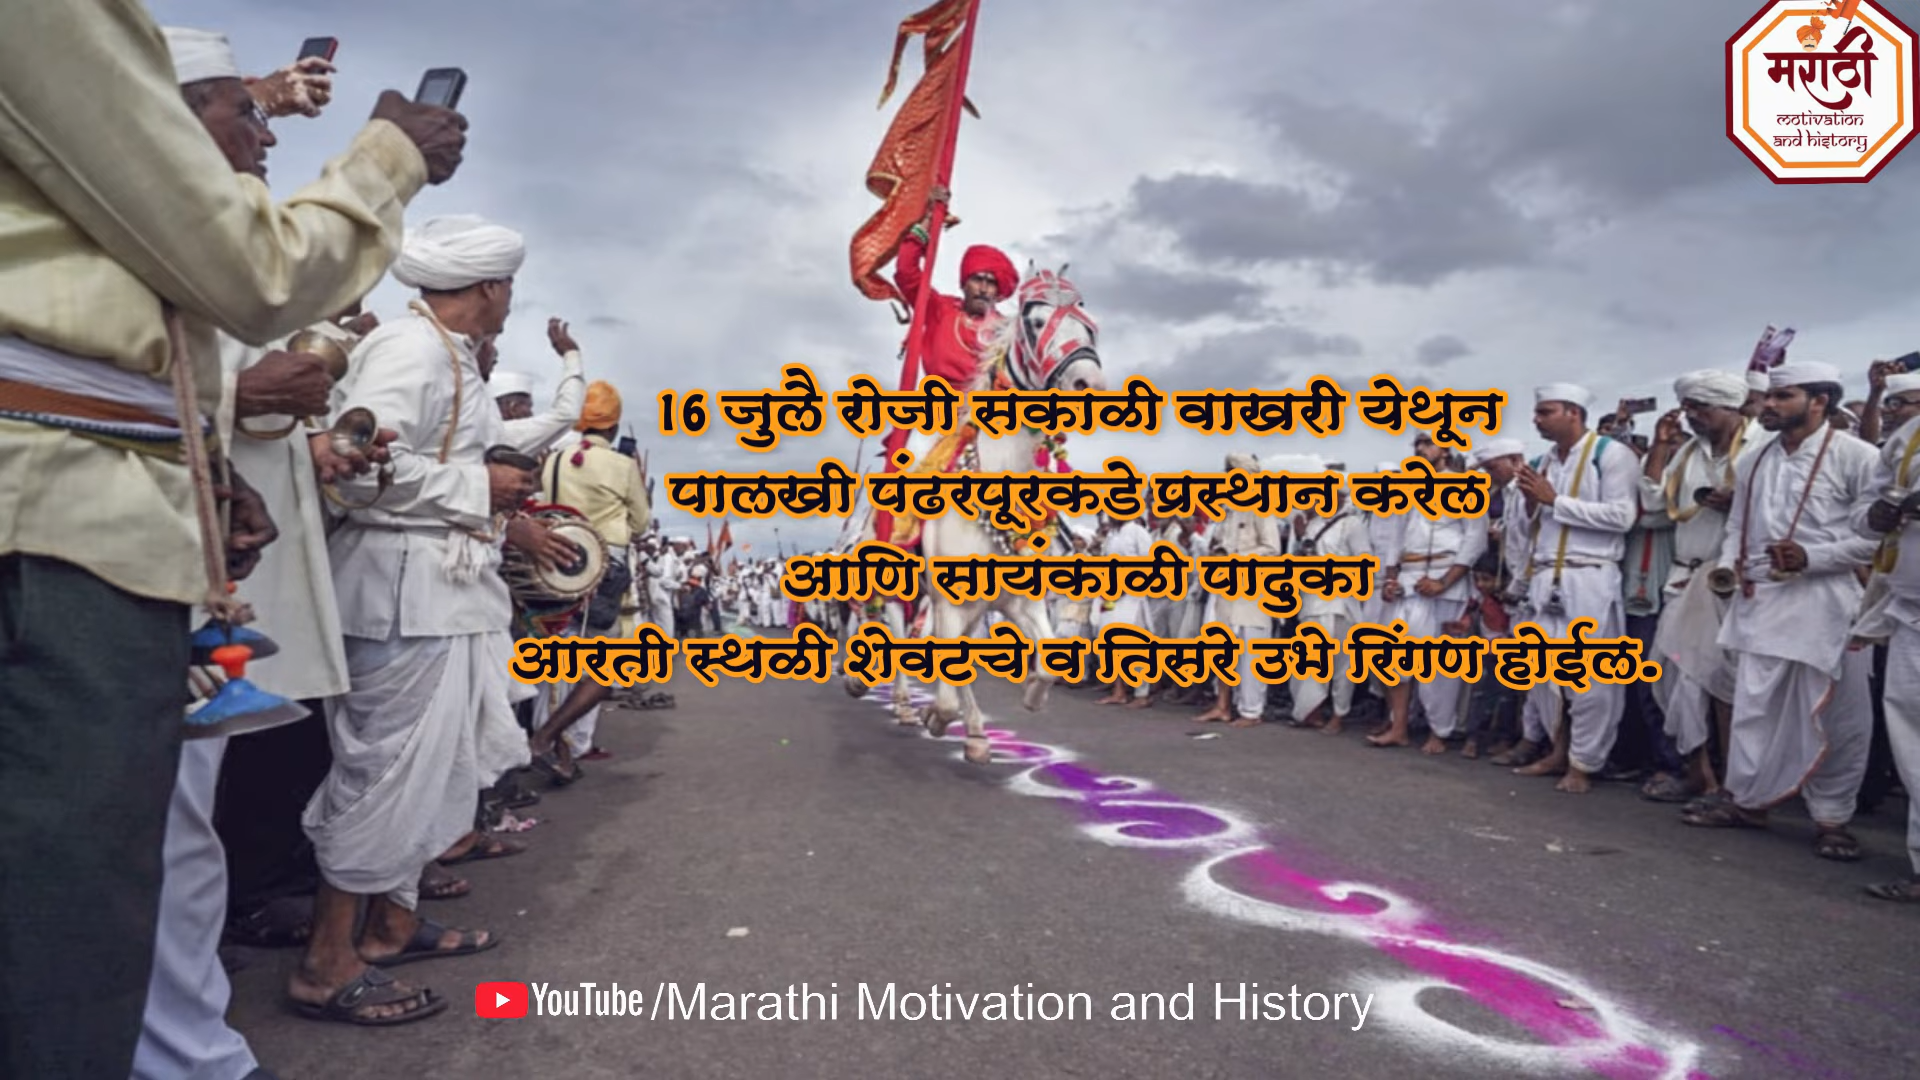 मराठी
motivation
and history
16 जुलै रोजी सकाळी वाखरी येथून
पालखी पंढरपूरकडे प्रस्थान करेल
आणि सायंकाळी पादुका
आरती स्थळी शेवटचे व तिसरे उभे रिंगण होईल.
YouTube /Marathi Motivation and History